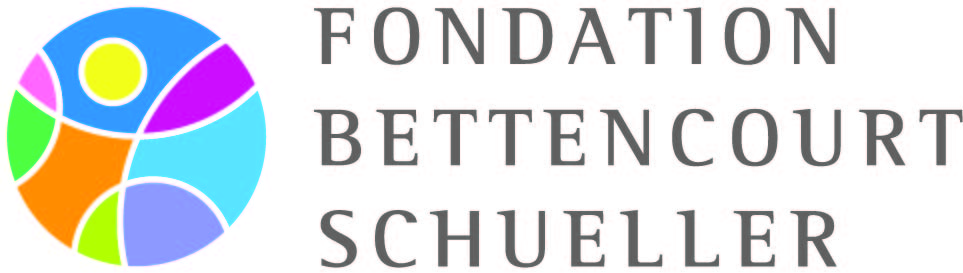 FONDATION
BETTENCOURT
SCHUELLER